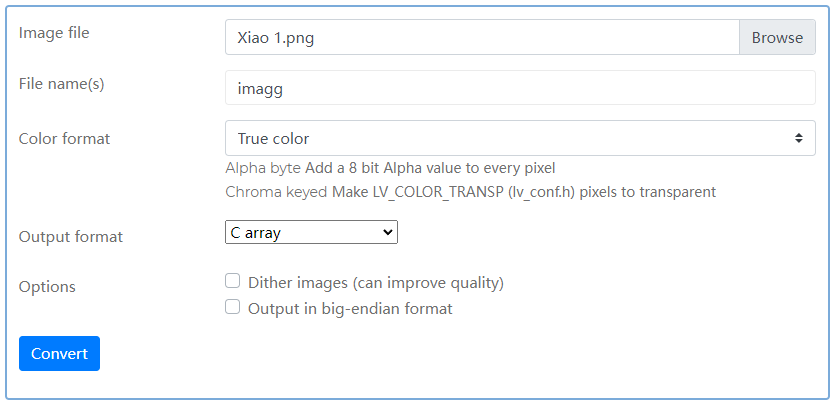 Image file Xiao 1.png Browse
File name(s) imagg
Color format True color
Alpha byte Add a 8 bit Alpha value to every pixel
Chroma keyed Make LV_COLOR_TRANSP (lv_conf.h) pixels to transparent
Output format C array
Options Dither images (can improve quality)
Output in big-endian format
Convert